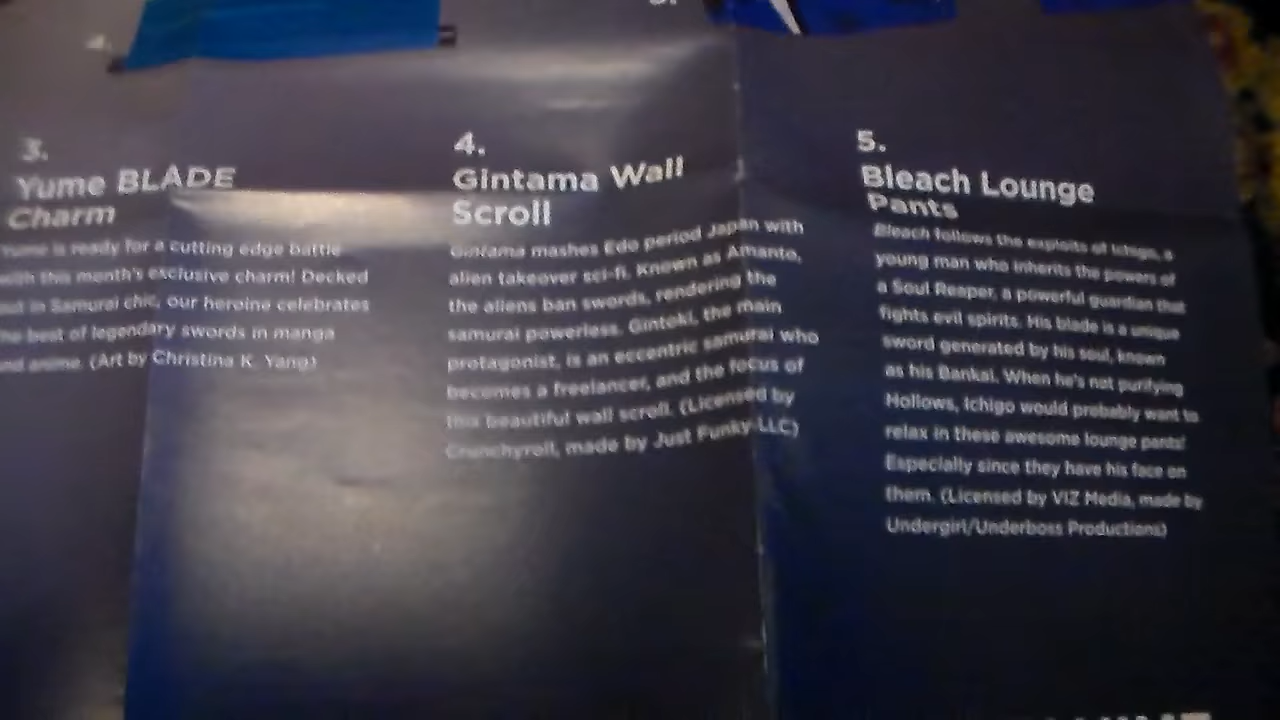 4.
3.
Yume BLADE
Charm
Yume is ready for a cutting edge battle
with this month's exclusive charm! Decked
out in Samurai chic, our heroine celebrates
the best of legendary swords in manga
and anime. (Art by Christina K. Yang)
4.
Gintama Wall
Scroll
Gintama mashes Edo period Japan with
alien takeover sci-fi. Known as Amanto,
the aliens ban swords, rendering the
samurai powerless. Gintoki, the main
protagonist, is an eccentric samurai who
becomes a freelancer, and the focus of
this beautiful wall scroll. (Licensed by
Crunchyroll, made by Just Funky LLC)
5.
Bleach Lounge
Pants
Bleach follows the exploits of Ichigo, a
young man who inherits the powers of
a Soul Reaper, a powerful guardian that
fights evil spirits. His blade is a unique
sword generated by his soul, known
as his Bankai. When he's not purifying
Hollows, Ichigo would probably want to
relax in these awesome lounge pants!
Especially since they have his face on
them. (Licensed by VIZ Media, made by
Undergirl/Underboss Productions)